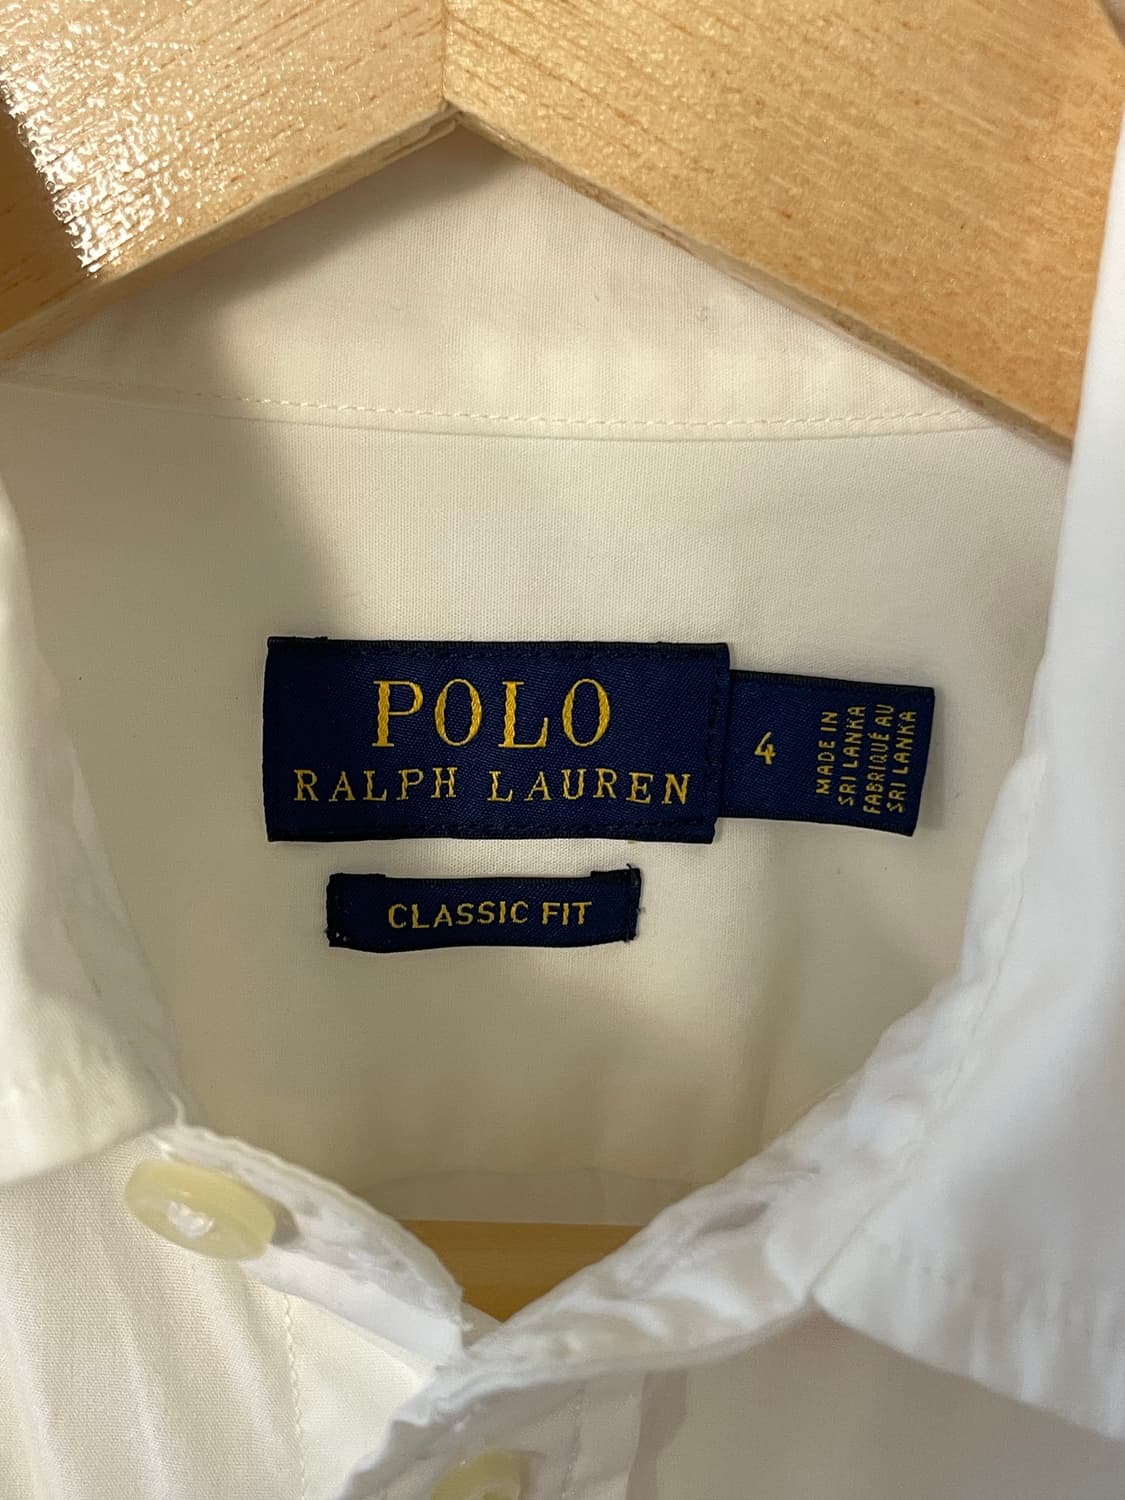 POLO
RALPH LAUREN
4
MADE IN
SRI LANKA
FABRIQUÉ AU
SRI LANKA
CLASSIC FIT